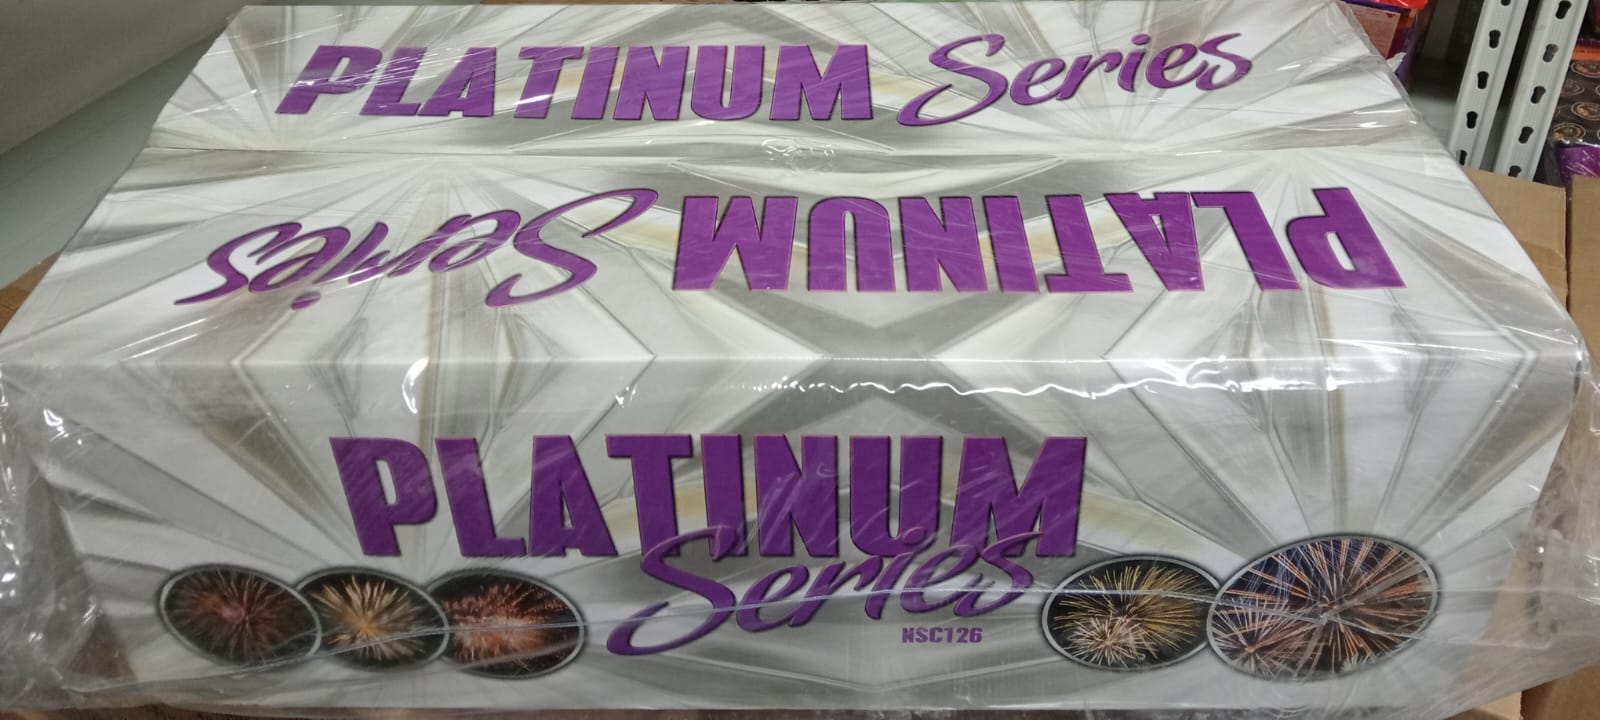 PLATINUM Series
PLATINUM Series
PLATINUM
Series
NSC126